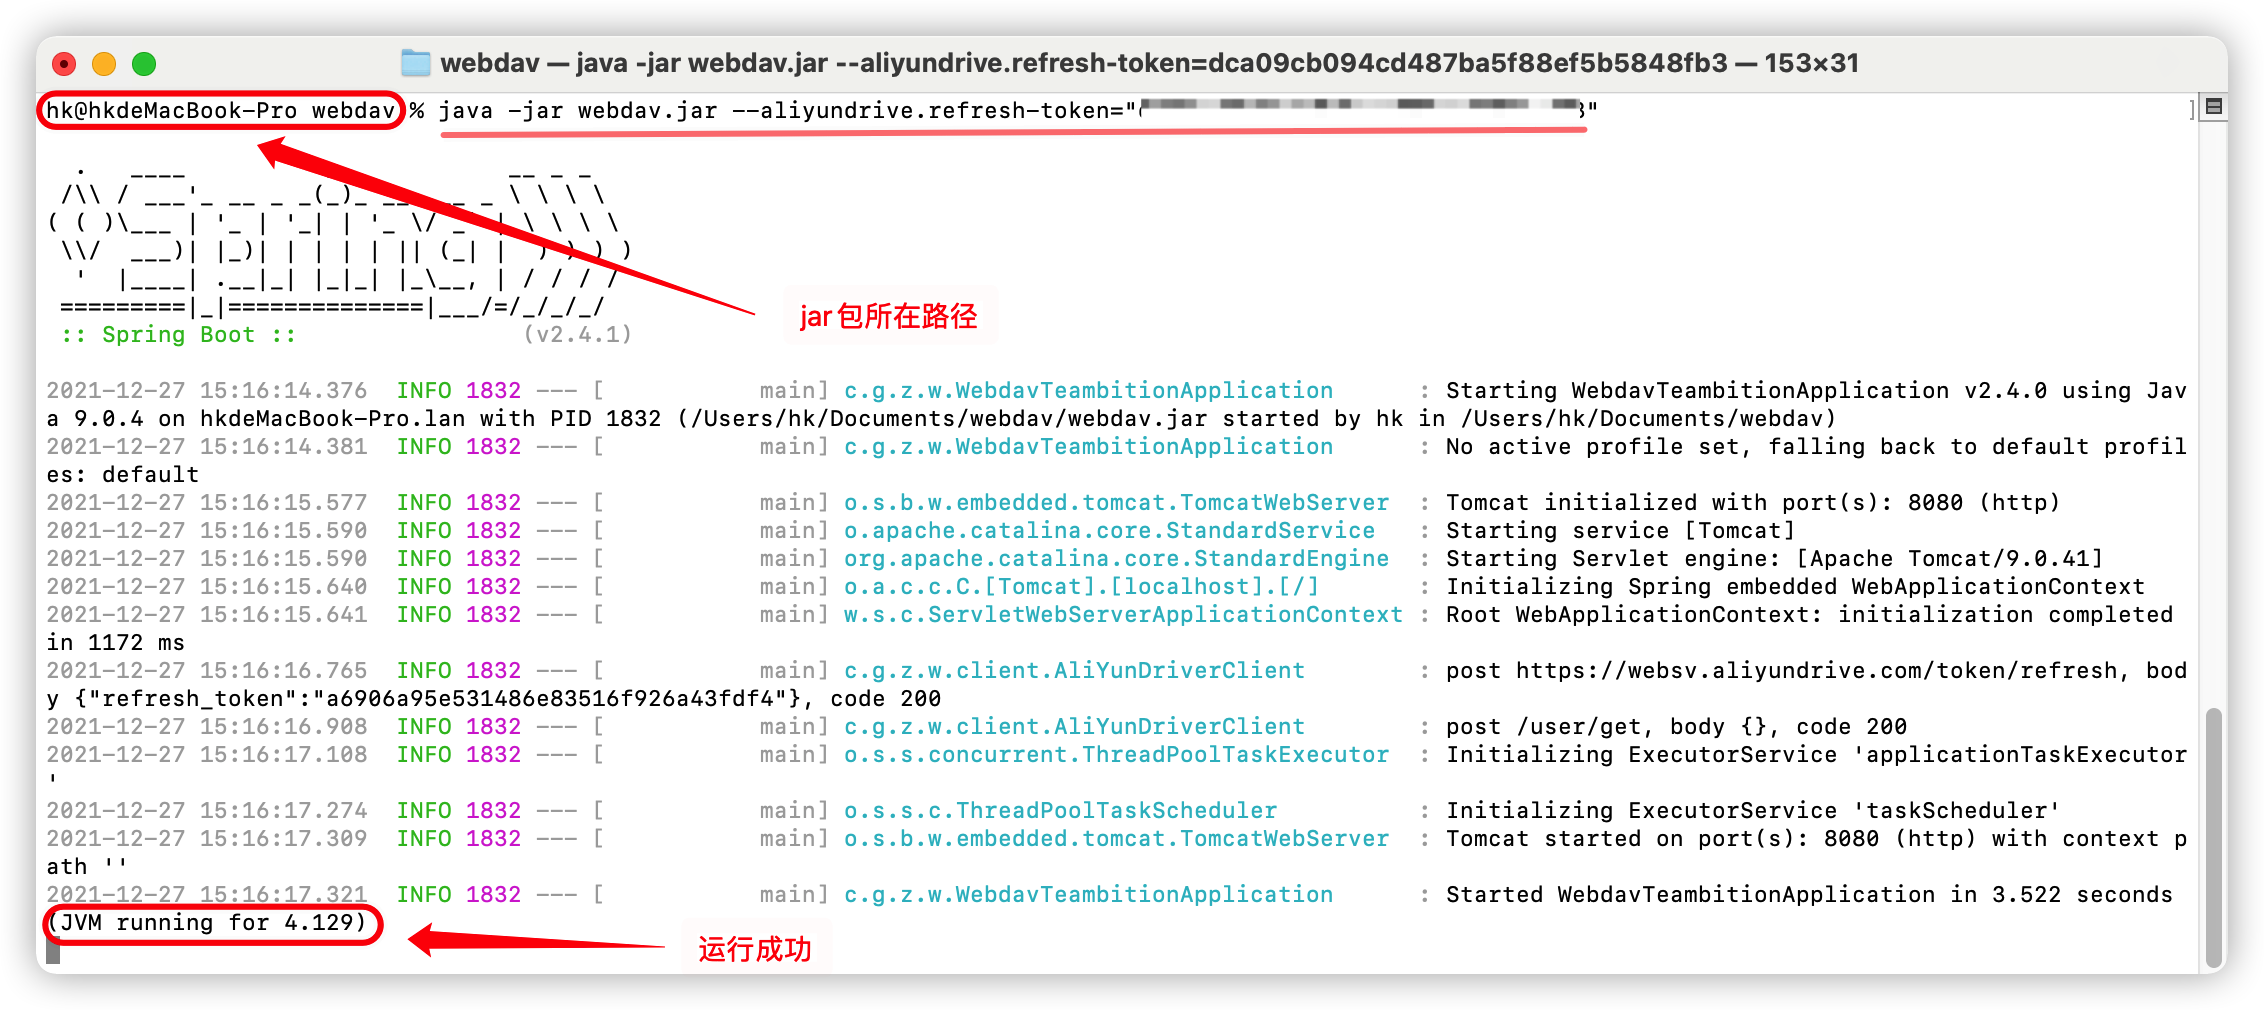 webdav — java -jar webdav.jar --aliyundrive.refresh-token=dca09cb094cd487ba5f88ef5b5848fb3 — 153×31
hk@hkdeMacBook-Pro webdav % java -jar webdav.jar --aliyundrive.refresh-token=" "
jar包所在路径
:: Spring Boot :: (v2.4.1)
2021-12-27 15:16:14.376 INFO 1832 --- [ main] c.g.z.w.WebdavTeambitionApplication : Starting WebdavTeambitionApplication v2.4.0 using Jav
a 9.0.4 on hkdeMacBook-Pro.lan with PID 1832 (/Users/hk/Documents/webdav/webdav.jar started by hk in /Users/hk/Documents/webdav)
2021-12-27 15:16:14.381 INFO 1832 --- [ main] c.g.z.w.WebdavTeambitionApplication : No active profile set, falling back to default profil
es: default
2021-12-27 15:16:15.577 INFO 1832 --- [ main] o.s.b.w.embedded.tomcat.TomcatWebServer : Tomcat initialized with port(s): 8080 (http)
2021-12-27 15:16:15.590 INFO 1832 --- [ main] o.apache.catalina.core.StandardService : Starting service [Tomcat]
2021-12-27 15:16:15.590 INFO 1832 --- [ main] org.apache.catalina.core.StandardEngine : Starting Servlet engine: [Apache Tomcat/9.0.41]
2021-12-27 15:16:15.640 INFO 1832 --- [ main] o.a.c.c.C.[Tomcat].[localhost].[/] : Initializing Spring embedded WebApplicationContext
2021-12-27 15:16:15.641 INFO 1832 --- [ main] w.s.c.ServletWebServerApplicationContext : Root WebApplicationContext: initialization completed
in 1172 ms
2021-12-27 15:16:16.765 INFO 1832 --- [ main] c.g.z.w.client.AliYunDriverClient : post https://websv.aliyundrive.com/token/refresh, bod
y {"refresh_token":"a6906a95e531486e83516f926a43fdf4"}, code 200
2021-12-27 15:16:16.908 INFO 1832 --- [ main] c.g.z.w.client.AliYunDriverClient : post /user/get, body {}, code 200
2021-12-27 15:16:17.108 INFO 1832 --- [ main] o.s.s.concurrent.ThreadPoolTaskExecutor : Initializing ExecutorService 'applicationTaskExecutor
'
2021-12-27 15:16:17.274 INFO 1832 --- [ main] o.s.s.c.ThreadPoolTaskScheduler : Initializing ExecutorService 'taskScheduler'
2021-12-27 15:16:17.309 INFO 1832 --- [ main] o.s.b.w.embedded.tomcat.TomcatWebServer : Tomcat started on port(s): 8080 (http) with context p
ath ''
2021-12-27 15:16:17.321 INFO 1832 --- [ main] c.g.z.w.WebdavTeambitionApplication : Started WebdavTeambitionApplication in 3.522 seconds
(JVM running for 4.129)
运行成功